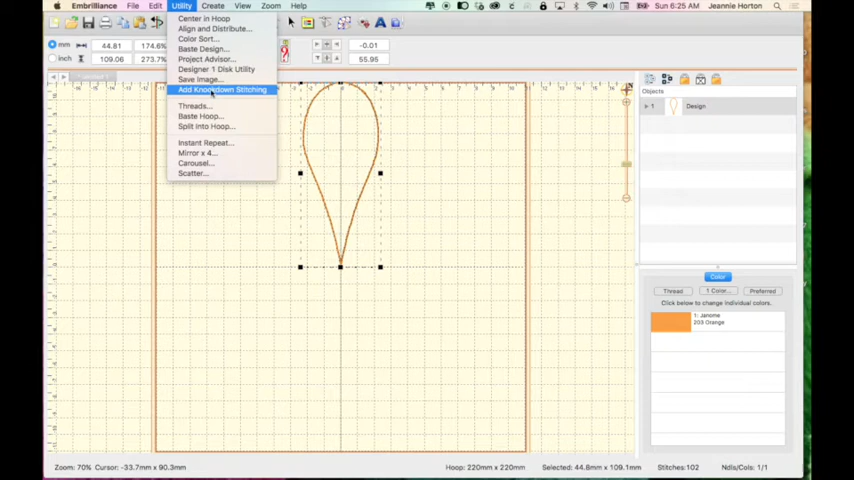 Embrilliance File Edit Utility Create View Zoom Help Sun 6:25 AM Jeannie Horton
Center in Hoop
Align and Distribute...
Color Sort...
Baste Design...
Project Advisor...
Designer 1 Disk Utility
Save Image...
Add Knockdown Stitching
Threads...
Baste Hoop...
Split Into Hoop...
Instant Repeat...
Mirror x 4...
Carousel...
Scatter...
mm 44.81 174.6%
inch 109.06 273.7%
-0.01
55.95
Objects
1 Design
Color
Thread 1 Color... Preferred
Click below to change individual colors.
1: Janome
203 Orange
Zoom: 70% Cursor: -33.7mm x 90.3mm Hoop: 220mm x 220mm Selected: 44.8mm x 109.1mm Stitches:102 Ndls/Cols: 1/1